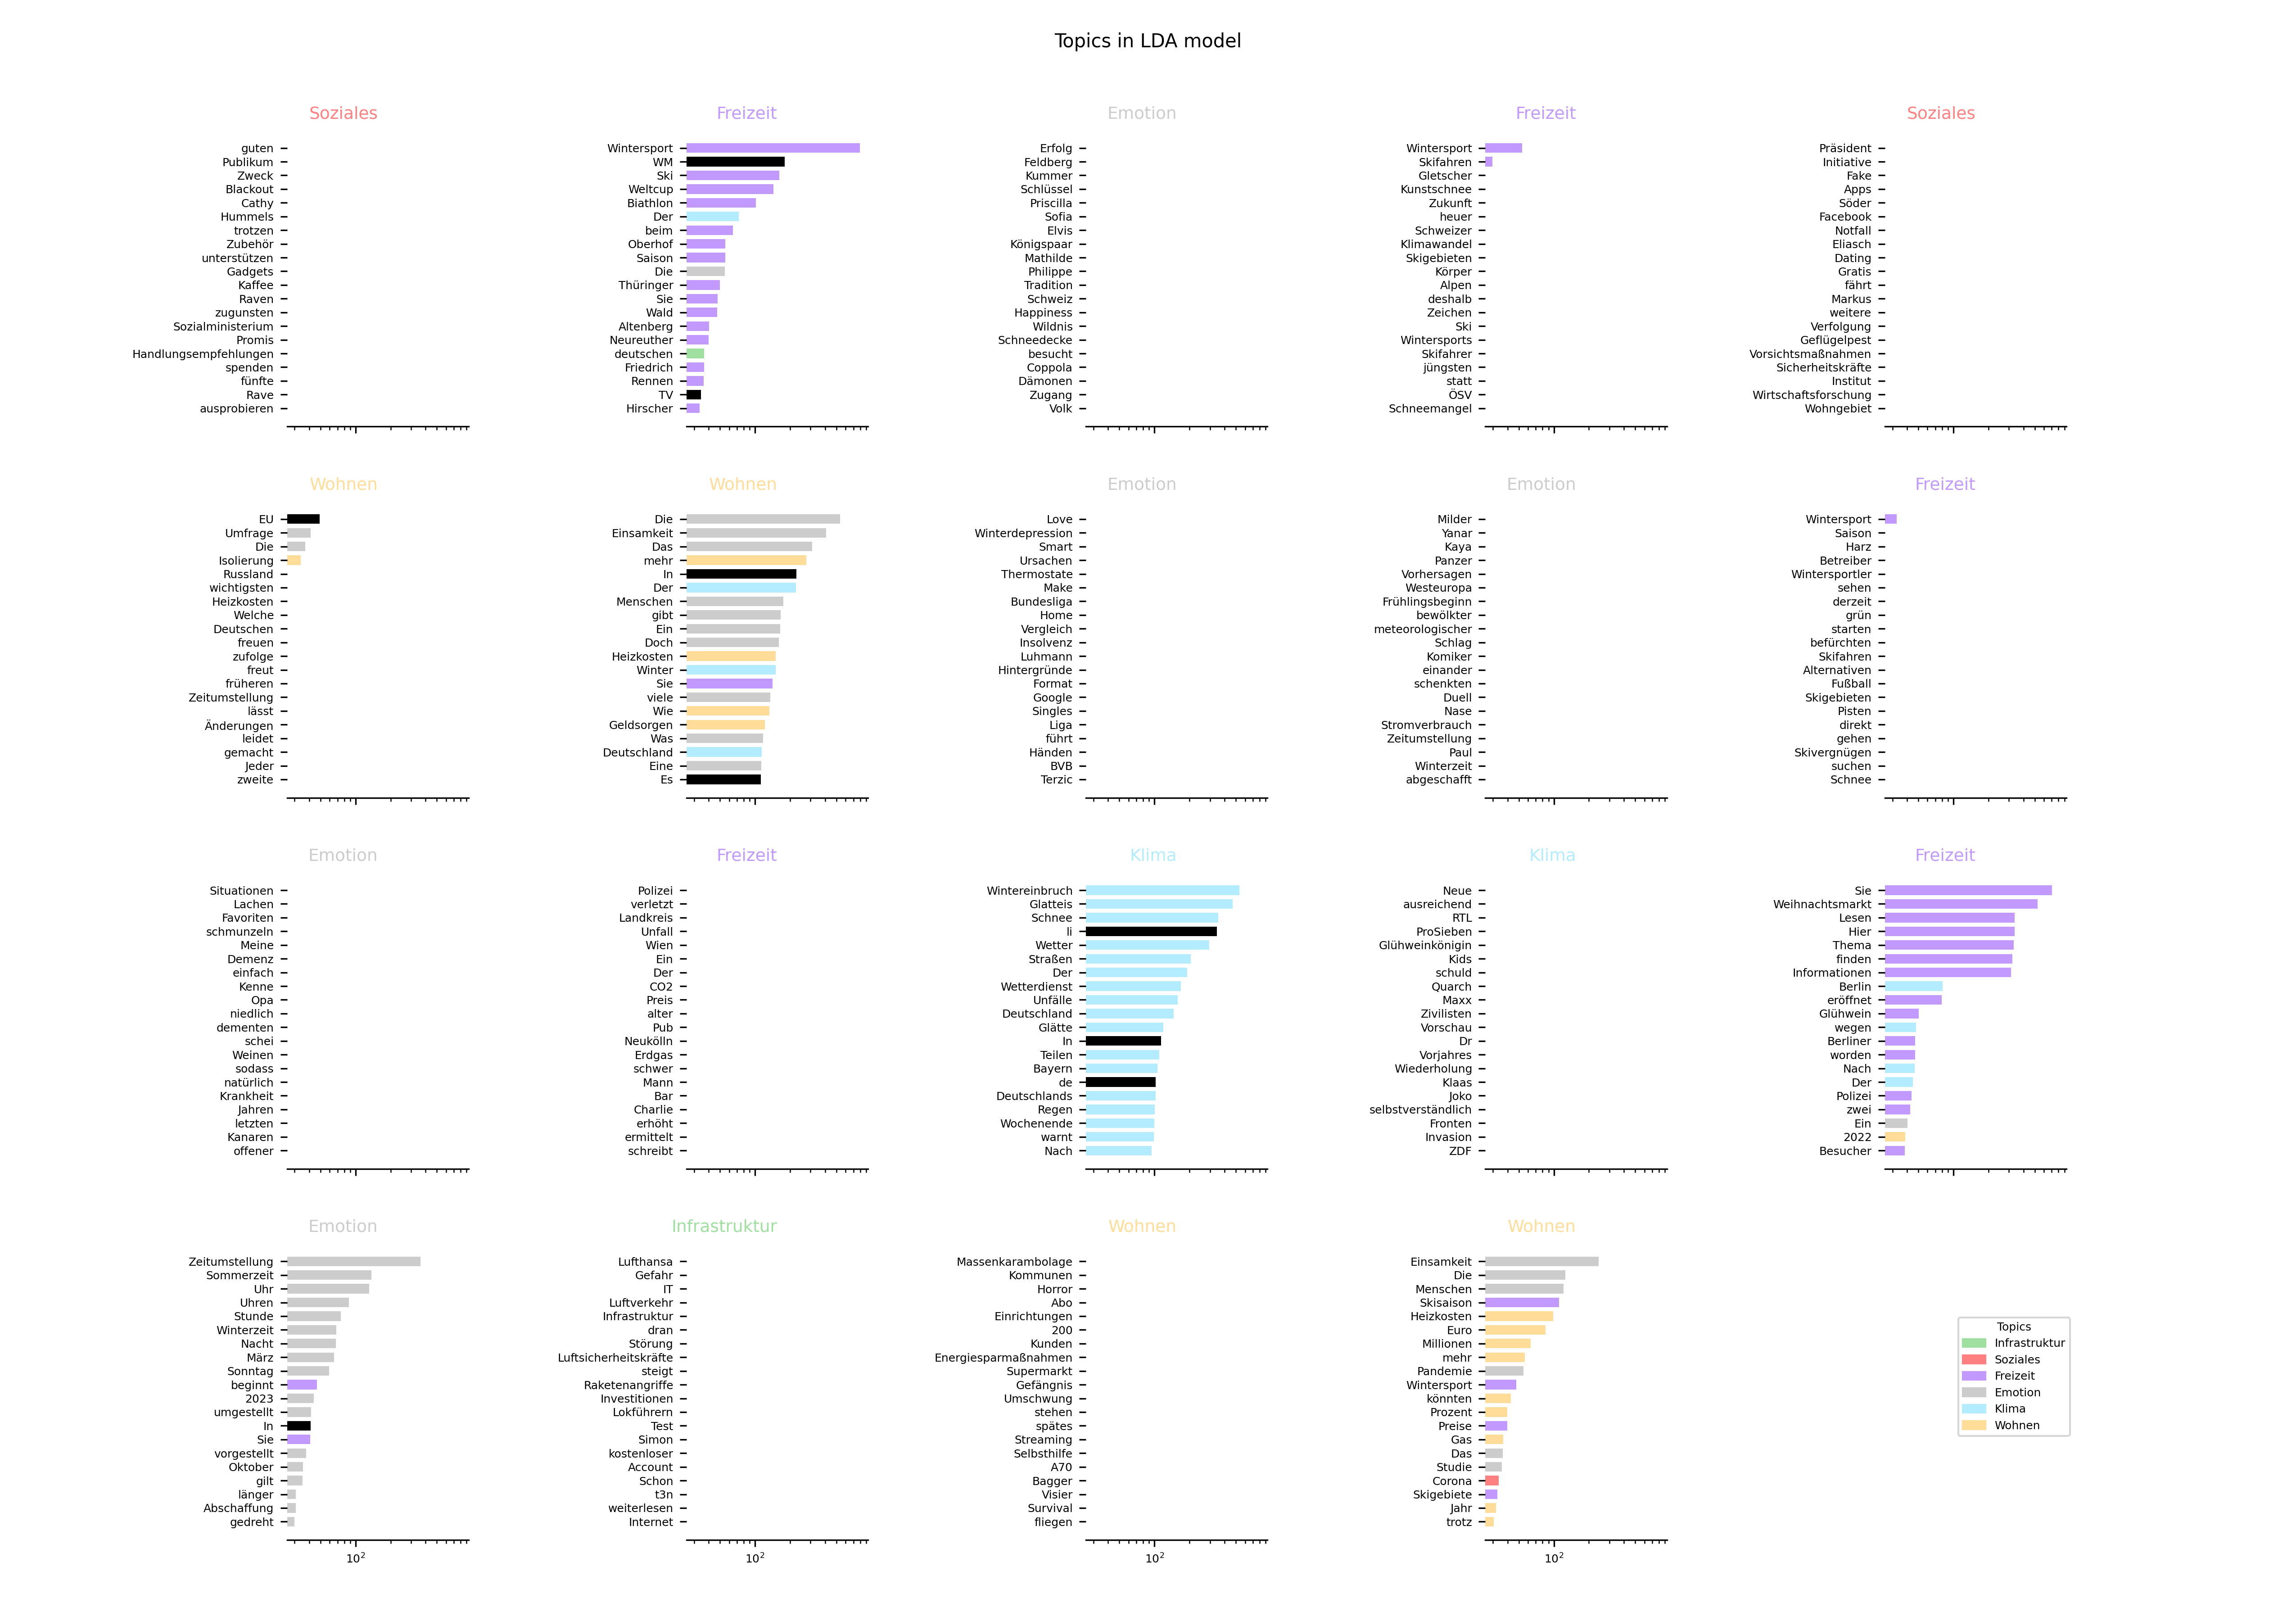 Topics in LDA model
Soziales
guten
Publikum
Zweck
Blackout
Cathy
Hummels
trotzen
Zubehör
unterstützen
Gadgets
Kaffee
Raven
zugunsten
Sozialministerium
Promis
Handlungsempfehlungen
spenden
fünfte
Rave
ausprobieren
Freizeit
Wintersport
WM
Ski
Weltcup
Biathlon
Der
beim
Oberhof
Saison
Die
Thüringer
Sie
Wald
Altenberg
Neureuther
deutschen
Friedrich
Rennen
TV
Hirscher
Emotion
Erfolg
Feldberg
Kummer
Schlüssel
Priscilla
Sofia
Elvis
Königspaar
Mathilde
Philippe
Tradition
Schweiz
Happiness
Wildnis
Schneedecke
besucht
Coppola
Dämonen
Zugang
Volk
Freizeit
Wintersport
Skifahren
Gletscher
Kunstschnee
Zukunft
heuer
Schweizer
Klimawandel
Skigebieten
Körper
Alpen
deshalb
Zeichen
Ski
Wintersports
Skifahrer
jüngsten
statt
ÖSV
Schneemangel
Soziales
Präsident
Initiative
Fake
Apps
Söder
Facebook
Notfall
Eliasch
Dating
Gratis
fährt
Markus
weitere
Verfolgung
Geflügelpest
Vorsichtsmaßnahmen
Sicherheitskräfte
Institut
Wirtschaftsforschung
Wohngebiet
Wohnen
EU
Umfrage
Die
Isolierung
Russland
wichtigsten
Heizkosten
Welche
Deutschen
freuen
zufolge
freut
früheren
Zeitumstellung
lässt
Änderungen
leidet
gemacht
Jeder
zweite
Wohnen
Die
Einsamkeit
Das
mehr
In
Der
Menschen
gibt
Ein
Doch
Heizkosten
Winter
Sie
viele
Wie
Geldsorgen
Was
Deutschland
Eine
Es
Emotion
Love
Winterdepression
Smart
Ursachen
Thermostate
Make
Bundesliga
Home
Vergleich
Insolvenz
Luhmann
Hintergründe
Format
Google
Singles
Liga
führt
Händen
BVB
Terzic
Emotion
Milder
Yanar
Kaya
Panzer
Vorhersagen
Westeuropa
Frühlingsbeginn
bewölkter
meteorologischer
Schlag
Komiker
einander
schenkten
Duell
Nase
Stromverbrauch
Zeitumstellung
Paul
Winterzeit
abgeschafft
Freizeit
Wintersport
Saison
Harz
Betreiber
Wintersportler
sehen
derzeit
grün
starten
befürchten
Skifahren
Alternativen
Fußball
Skigebieten
Pisten
direkt
gehen
Skivergnügen
suchen
Schnee
Emotion
Situationen
Lachen
Favoriten
schmunzeln
Meine
Demenz
einfach
Kenne
Opa
niedlich
dementen
schei
Weinen
sodass
natürlich
Krankheit
Jahren
letzten
Kanaren
offener
Freizeit
Polizei
verletzt
Landkreis
Unfall
Wien
Ein
Der
CO2
Preis
alter
Pub
Neukölln
Erdgas
schwer
Mann
Bar
Charlie
erhöht
ermittelt
schreibt
Klima
Wintereinbruch
Glatteis
Schnee
li
Wetter
Straßen
Der
Wetterdienst
Unfälle
Deutschland
Glätte
In
Teilen
Bayern
de
Deutschlands
Regen
Wochenende
warnt
Nach
Klima
Neue
ausreichend
RTL
ProSieben
Glühweinkönigin
Kids
schuld
Quarch
Maxx
Zivilisten
Vorschau
Dr
Vorjahres
Wiederholung
Klaas
Joko
selbstverständlich
Fronten
Invasion
ZDF
Freizeit
Sie
Weihnachtsmarkt
Lesen
Hier
Thema
finden
Informationen
Berlin
eröffnet
Glühwein
wegen
Berliner
worden
Nach
Der
Polizei
zwei
Ein
2022
Besucher
Emotion
Zeitumstellung
Sommerzeit
Uhr
Uhren
Stunde
Winterzeit
Nacht
März
Sonntag
beginnt
2023
umgestellt
In
Sie
vorgestellt
Oktober
gilt
länger
Abschaffung
gedreht
10²
Infrastruktur
Lufthansa
Gefahr
IT
Luftverkehr
Infrastruktur
dran
Störung
Luftsicherheitskräfte
steigt
Raketenangriffe
Investitionen
Lokführern
Test
Simon
kostenloser
Account
Schon
t3n
weiterlesen
Internet
10²
Wohnen
Massenkarambolage
Kommunen
Horror
Abo
Einrichtungen
200
Kunden
Energiesparmaßnahmen
Supermarkt
Gefängnis
Umschwung
stehen
spätes
Streaming
Selbsthilfe
A70
Bagger
Visier
Survival
fliegen
10²
Wohnen
Einsamkeit
Die
Menschen
Skisaison
Heizkosten
Euro
Millionen
mehr
Pandemie
Wintersport
könnten
Prozent
Preise
Gas
Das
Studie
Corona
Skigebiete
Jahr
trotz
10²
Topics
Infrastruktur
Soziales
Freizeit
Emotion
Klima
Wohnen